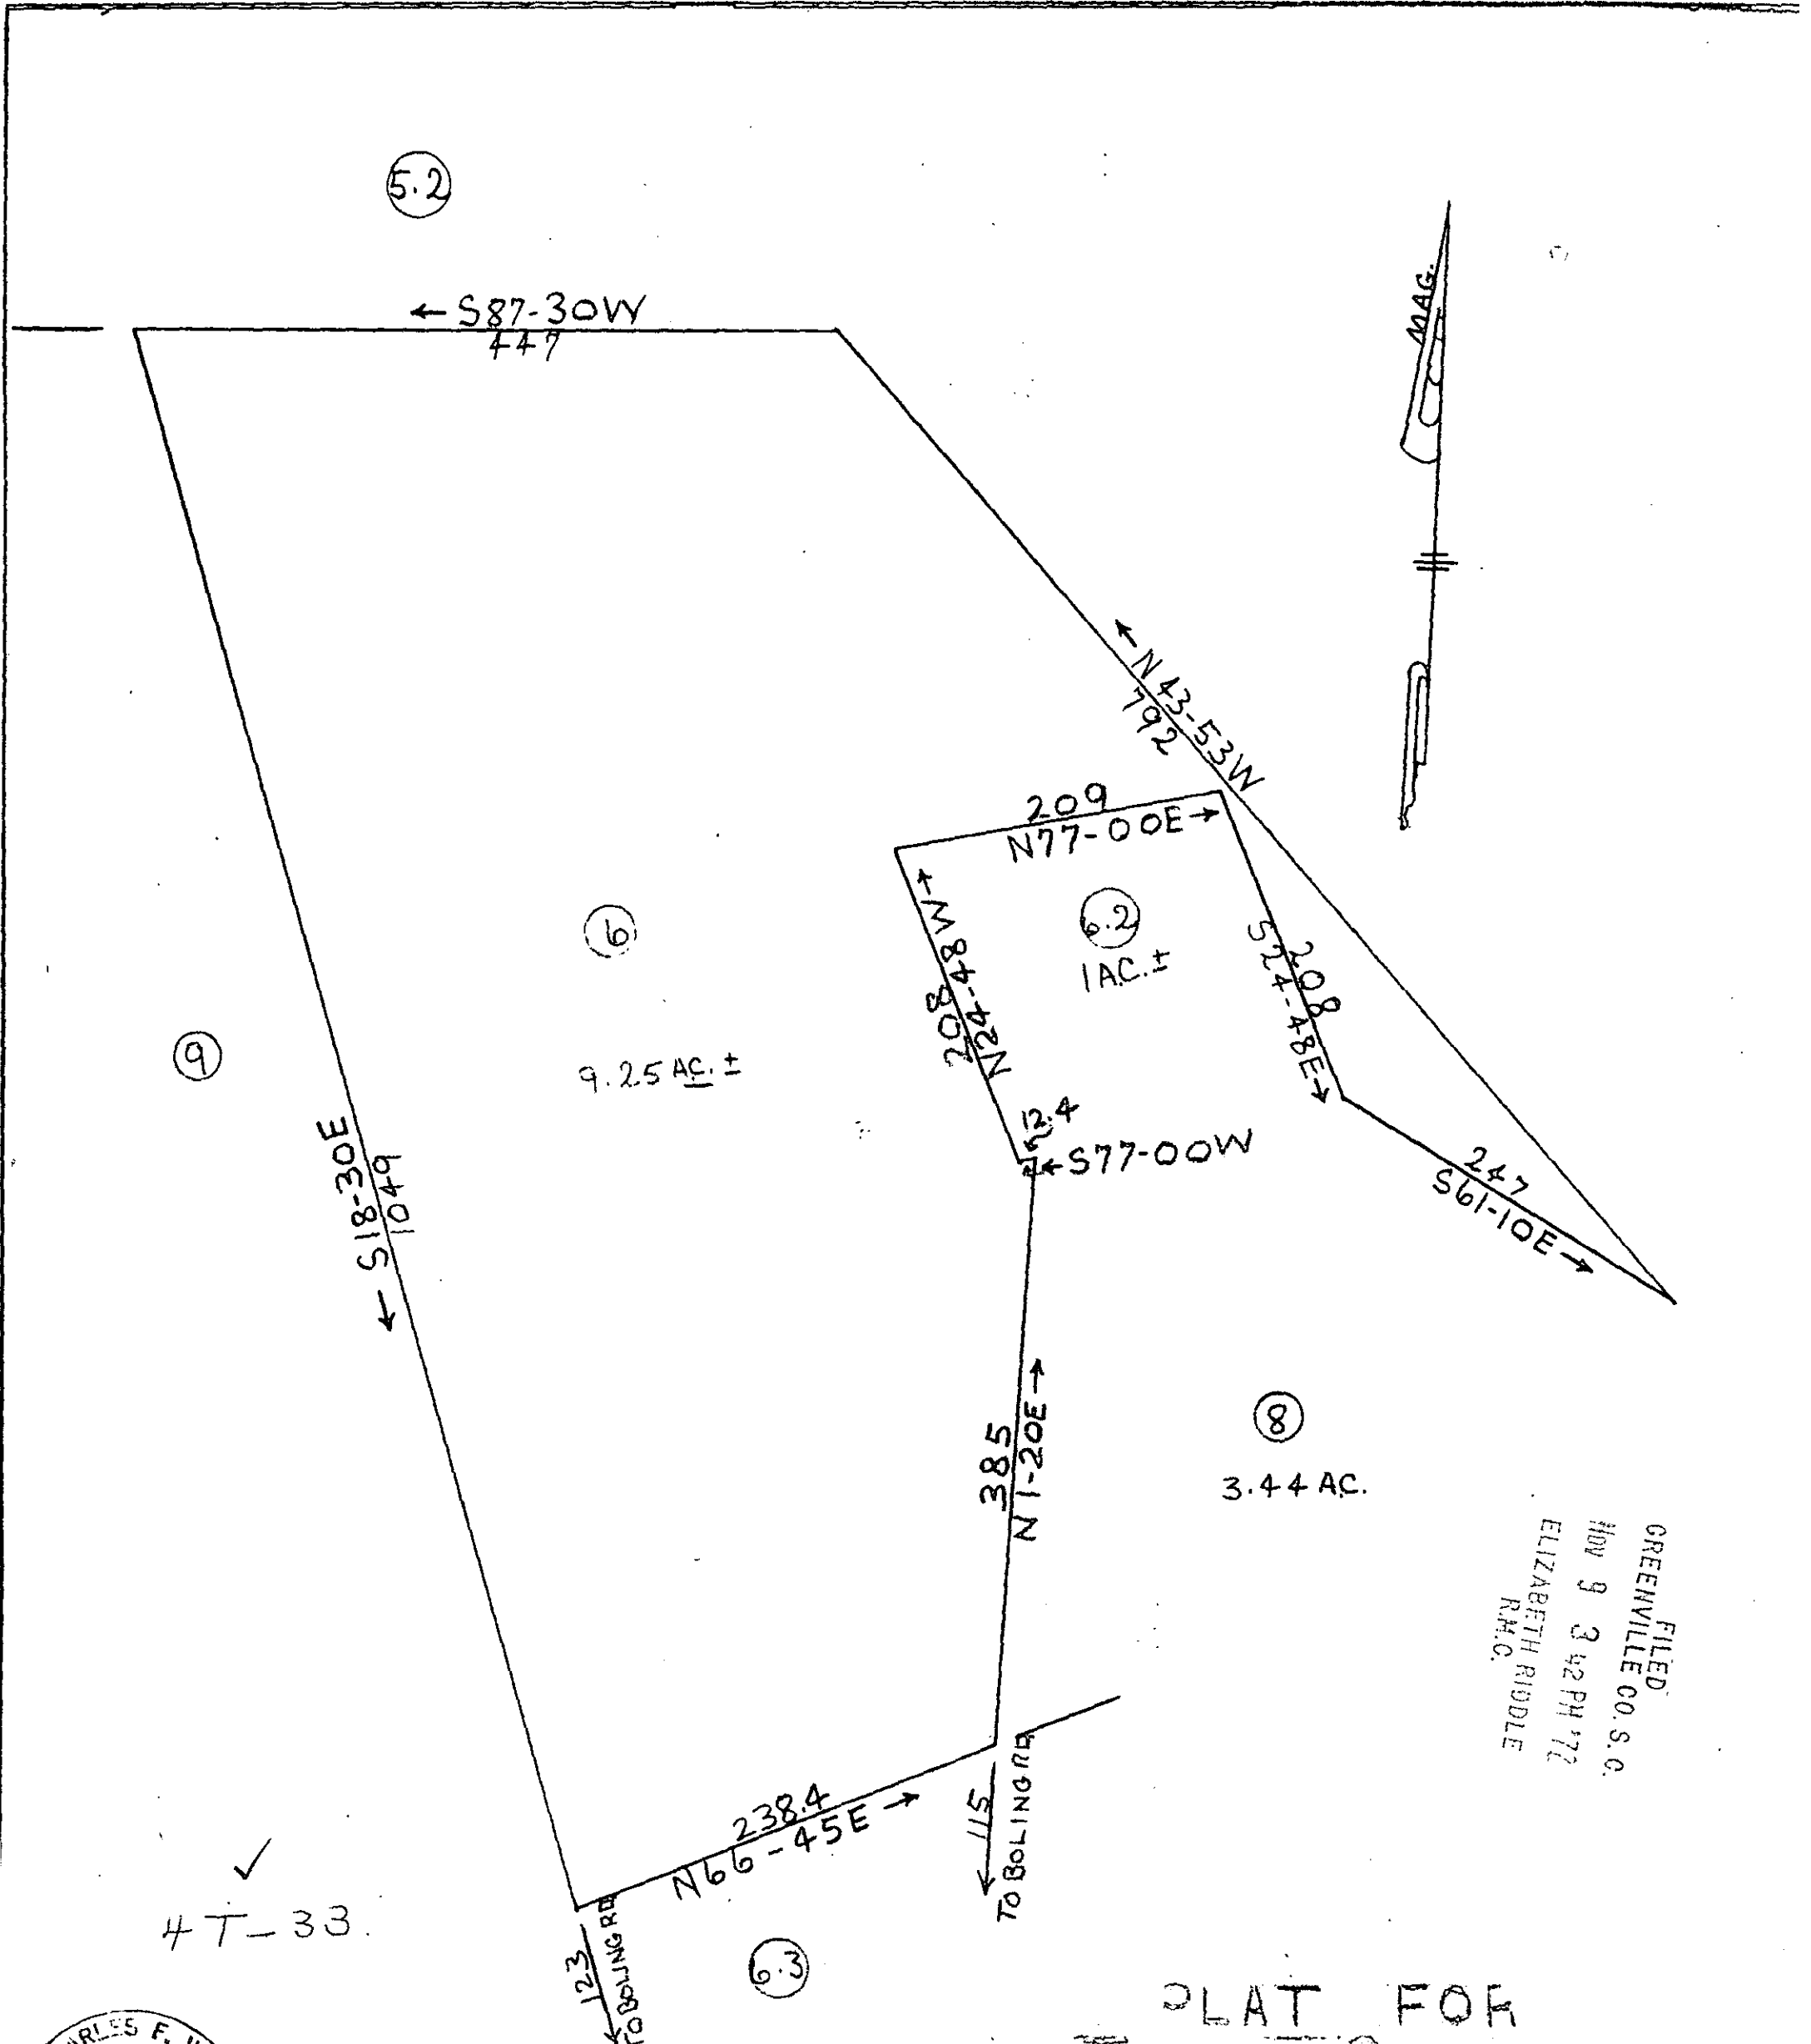 5.2
← S87-30W
447
MAG.
← N43-53W
792
209
N77-00E →
6.2
1 A.C. ±
N24-48W →
208
208
S24-48E →
6
9.25 AC. ±
9
12.4
← S77-00W
247
S61-10E →
← S18-30E
1049
385
N1-20E →
8
3.44 AC.
FILED
GREENVILLE CO. S. C.
Nov 9 3 42 PM '72
ELIZABETH RIDDLE
R.M.C.
238.4
N66-45E →
115
TO BOLING RD.
123
TO BOLING RD.
6.3
✓
4T-33.
PLAT FOR